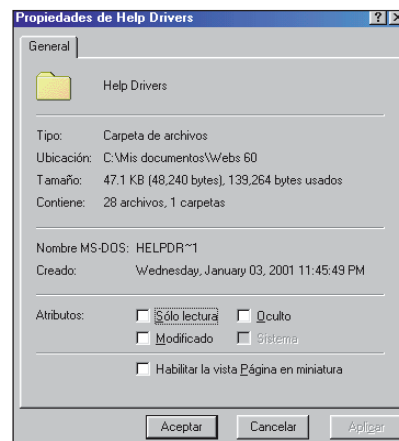 Propiedades de Help Drivers
General
Help Drivers
Tipo: Carpeta de archivos
Ubicación: C:\Mis documentos\Webs 60
Tamaño: 47.1 KB (48,240 bytes), 139,264 bytes usados
Contiene: 28 archivos, 1 carpetas
Nombre MS-DOS: HELPDR~1
Creado: Wednesday, January 03, 2001 11:45:49 PM
Atributos: Sólo lectura Oculto
Modificado Sistema
Habilitar la vista Página en miniatura
Aceptar Cancelar Aplicar